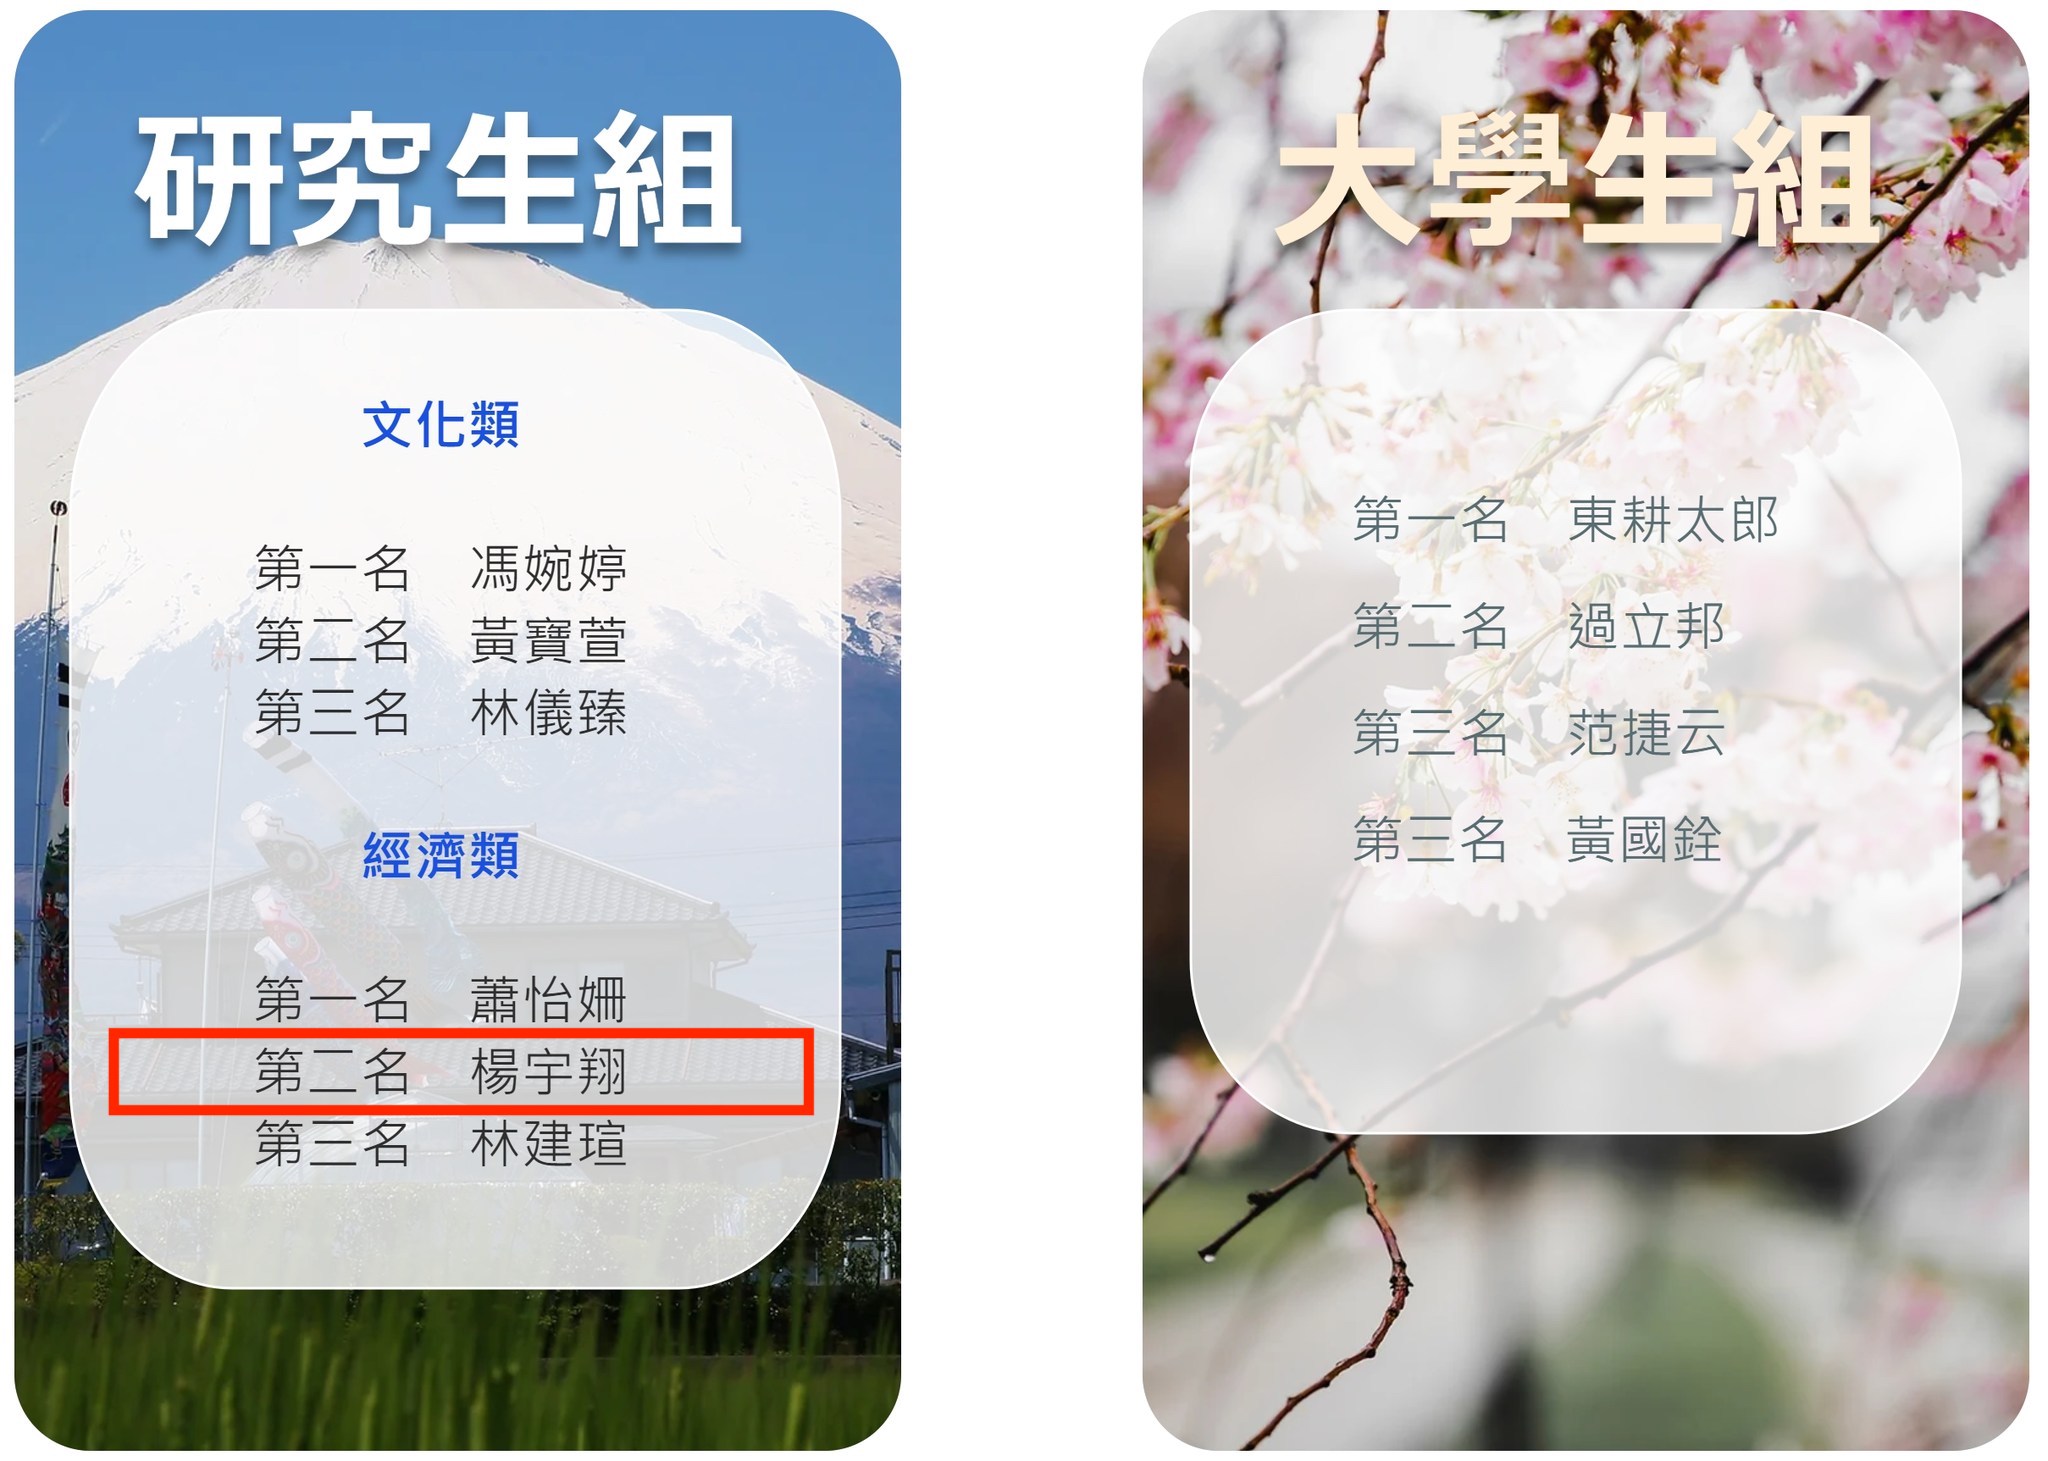 研究生組
文化類
第一名 馮婉婷
第二名 黃寶萱
第三名 林儀臻
經濟類
第一名 蕭怡姍
第二名 楊宇翔
第三名 林建瑄
大學生組
第一名 東耕太郎
第二名 過立邦
第三名 范捷云
第三名 黃國銓